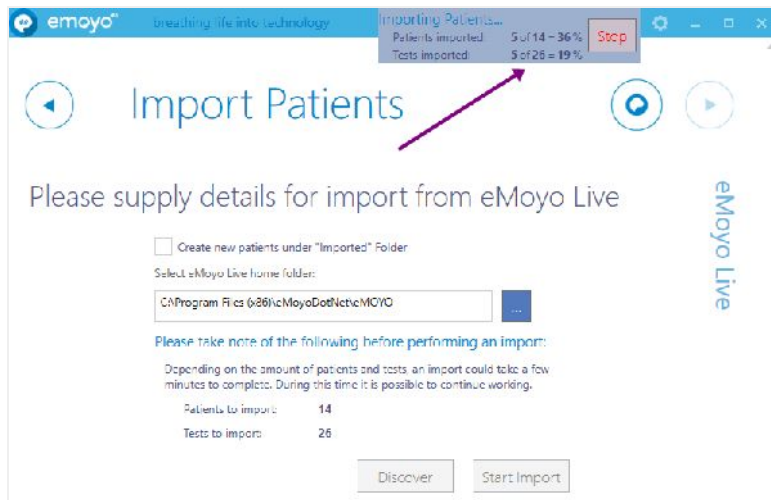 emoyo
breathing life into technology
Importing Patients...
Patients imported: 5 of 14 = 36 %
Tests imported: 5 of 26 = 19 %
Stop
Import Patients
Please supply details for import from eMoyo Live
eMoyo Live
Create new patients under "Imported" Folder
Select eMoyo Live home folder:
C:\Program Files (x86)\eMoyoDotNet\eMOYO
...
Please take note of the following before performing an import:
Depending on the amount of patients and tests, an import could take a few
minutes to complete. During this time it is possible to continue working.
Patients to import: 14
Tests to import: 26
Discover
Start Import